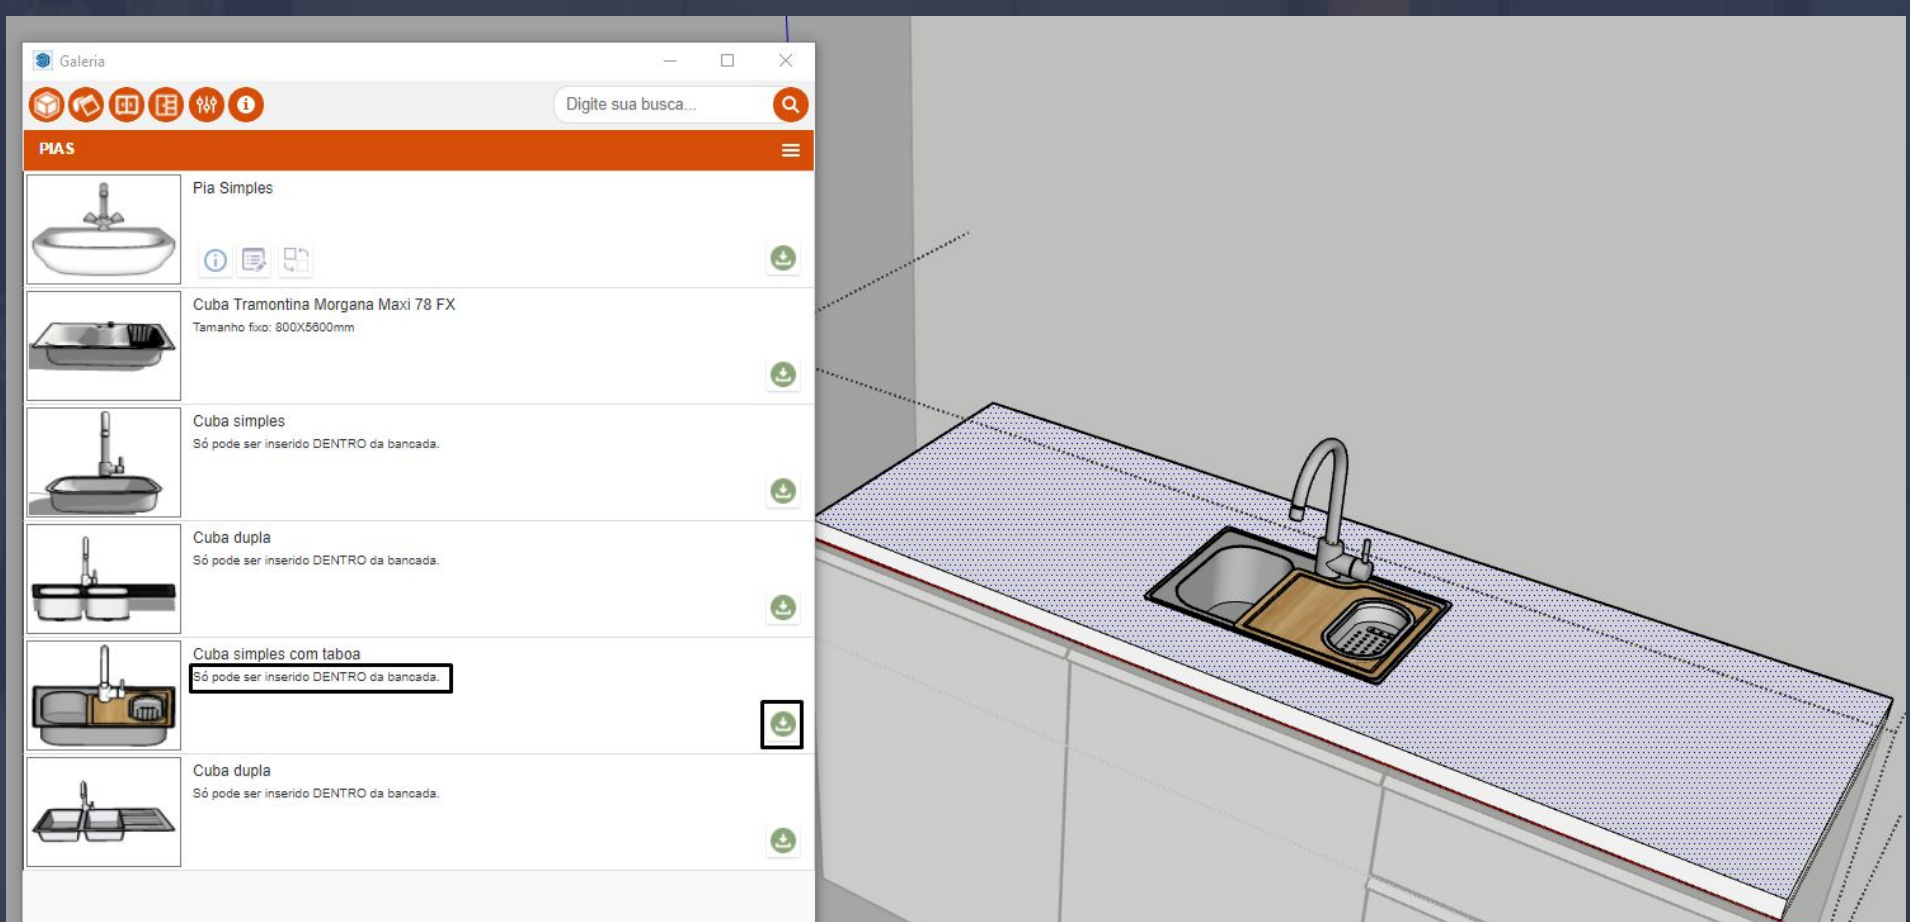 Galeria
Digite sua busca...
PIAS
Pia Simples
Cuba Tramontina Morgana Maxi 78 FX
Tamanho fixo: 800X5600mm
Cuba simples
Só pode ser inserido DENTRO da bancada.
Cuba dupla
Só pode ser inserido DENTRO da bancada.
Cuba simples com taboa
Só pode ser inserido DENTRO da bancada.
Cuba dupla
Só pode ser inserido DENTRO da bancada.